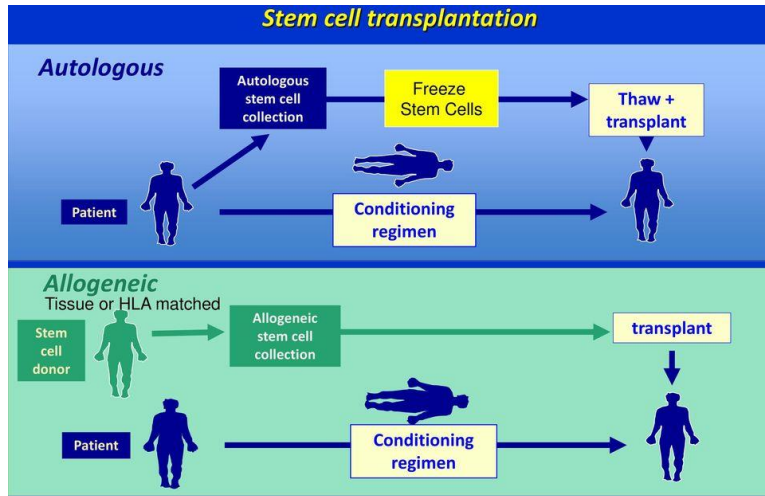 Stem cell transplantation
Autologous
Autologous
stem cell
collection
Freeze
Stem Cells
Thaw +
transplant
Patient
Conditioning
regimen
Allogeneic
Tissue or HLA matched
Stem
cell
donor
Allogeneic
stem cell
collection
transplant
Patient
Conditioning
regimen